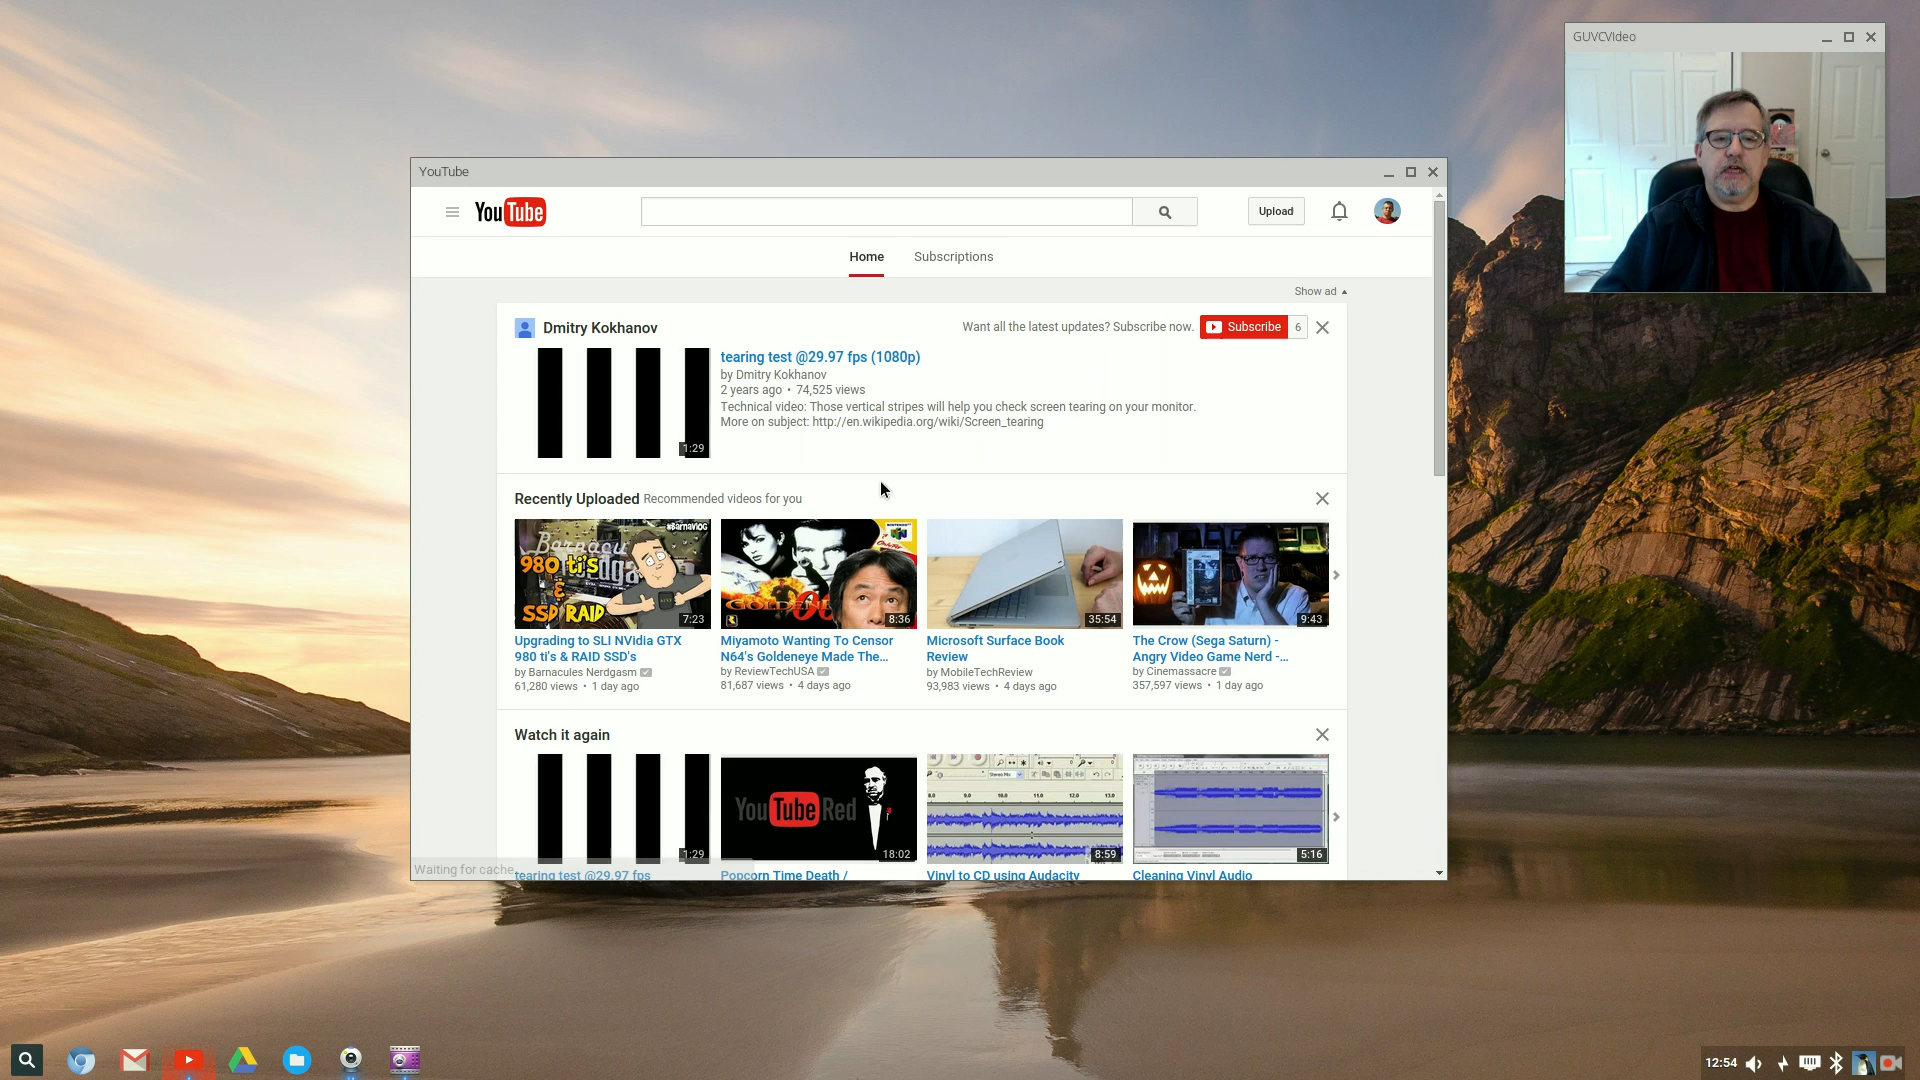 GUVCVIdeo
YouTube
YouTube
Upload
Home
Subscriptions
Show ad
Dmitry Kokhanov
Want all the latest updates? Subscribe now.
Subscribe
6
tearing test @29.97 fps (1080p)
by Dmitry Kokhanov
2 years ago • 74,525 views
Technical video: Those vertical stripes will help you check screen tearing on your monitor.
More on subject: http://en.wikipedia.org/wiki/Screen_tearing
1:29
Recently Uploaded Recommended videos for you
#BarnaVlog
980 ti's
&
SSD RAID
7:23
8:36
35:54
9:43
Upgrading to SLI NVidia GTX
980 ti's & RAID SSD's
by Barnacules Nerdgasm
61,280 views • 1 day ago
Miyamoto Wanting To Censor
N64's Goldeneye Made The...
by ReviewTechUSA
81,687 views • 4 days ago
Microsoft Surface Book
Review
by MobileTechReview
93,983 views • 4 days ago
The Crow (Sega Saturn) -
Angry Video Game Nerd -...
by Cinemassacre
357,597 views • 1 day ago
Watch it again
1:29
YouTube Red
18:02
8:59
5:16
tearing test @29.97 fps
Popcorn Time Death /
Vinyl to CD using Audacity
Cleaning Vinyl Audio
Waiting for cache
12:54